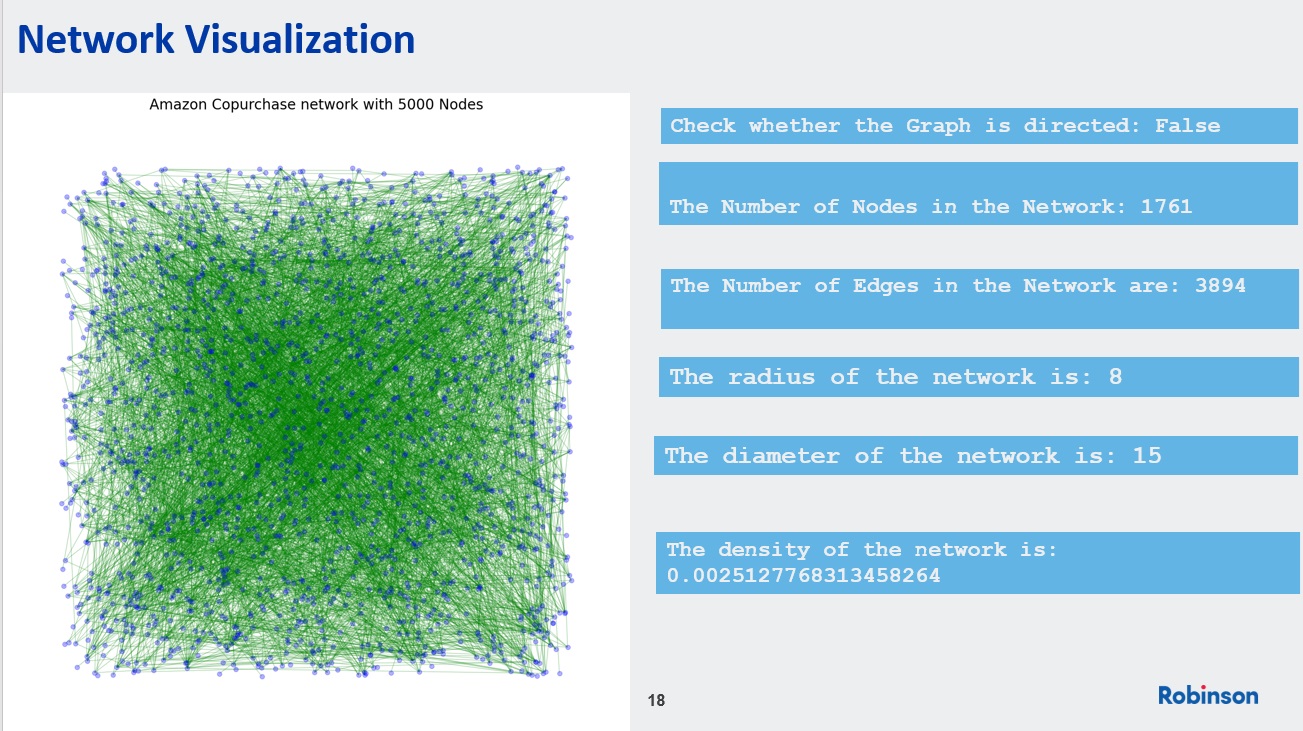 Network Visualization
Amazon Copurchase network with 5000 Nodes
Check whether the Graph is directed: False
The Number of Nodes in the Network: 1761
The Number of Edges in the Network are: 3894
The radius of the network is: 8
The diameter of the network is: 15
The density of the network is:
0.0025127768313458264
18
Robinson